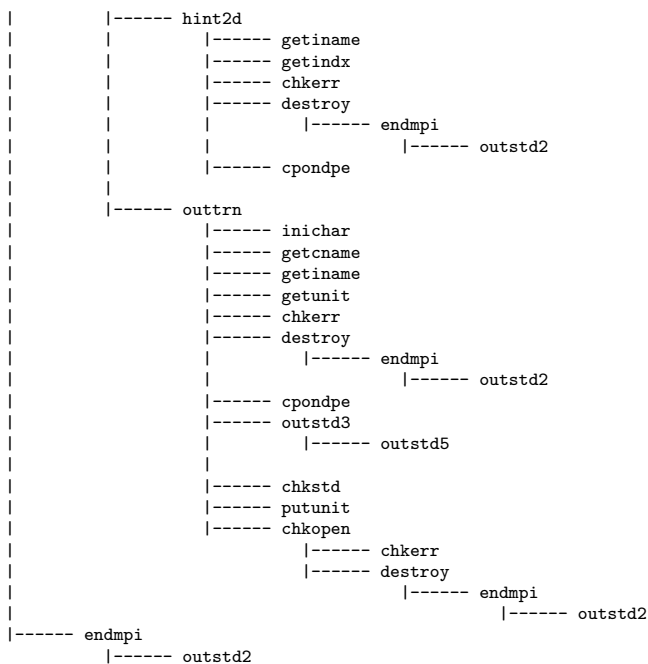 |         |------ hint2d
|         |         |------ getiname
|         |         |------ getindx
|         |         |------ chkerr
|         |         |------ destroy
|         |         |         |------ endmpi
|         |         |                   |------ outstd2
|         |         |------ cpondpe
|         |
|         |------ outtrn
|                   |------ inichar
|                   |------ getcname
|                   |------ getiname
|                   |------ getunit
|                   |------ chkerr
|                   |------ destroy
|                   |         |------ endmpi
|                   |                   |------ outstd2
|                   |------ cpondpe
|                   |------ outstd3
|                   |         |------ outstd5
|                   |
|                   |------ chkstd
|                   |------ putunit
|                   |------ chkopen
|                             |------ chkerr
|                             |------ destroy
|                                       |------ endmpi
|                                                 |------ outstd2
|------ endmpi
          |------ outstd2